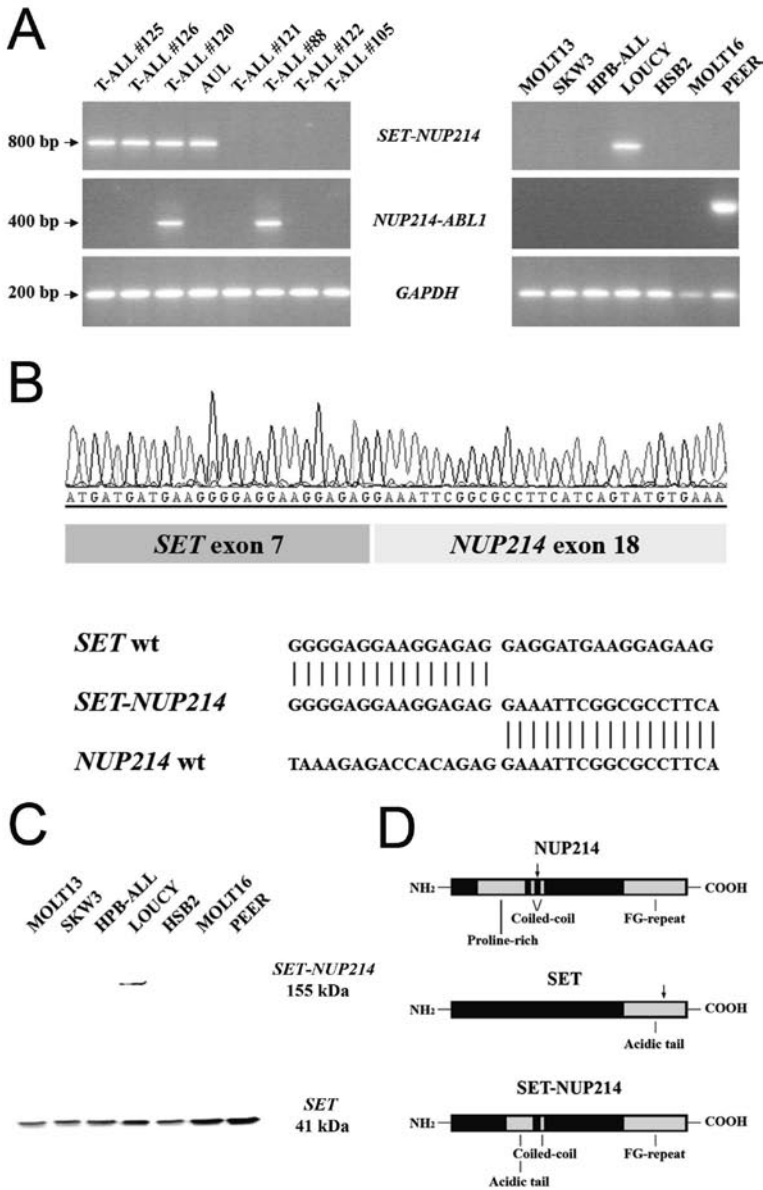 A
T-ALL #125
T-ALL #126
T-ALL #120
AUL
T-ALL #121
T-ALL #88
T-ALL #122
T-ALL #105
MOLT13
SKW3
HPB-ALL
LOUCY
HSB2
MOLT16
PEER
800 bp
SET-NUP214
400 bp
NUP214-ABL1
200 bp
GAPDH
B
ATGATGATGAAGGGGAGGAAGGAGAGGAAATTCGGCGCCTTCATCAGTATGTGAAA
SET exon 7
NUP214 exon 18
SET wt GGGGAGGAAGGAGAG GAGGATGAAGGAGAAG
SET-NUP214 GGGGAGGAAGGAGAG GAAATTCGGCGCCTTCA
NUP214 wt TAAAGAGACCACAGAG GAAATTCGGCGCCTTCA
C
MOLT13
SKW3
HPB-ALL
LOUCY
HSB2
MOLT16
PEER
SET-NUP214
155 kDa
SET
41 kDa
D
NUP214
NH2
COOH
Coiled-coil
FG-repeat
Proline-rich
SET
NH2
COOH
Acidic tail
SET-NUP214
NH2
COOH
Coiled-coil
FG-repeat
Acidic tail